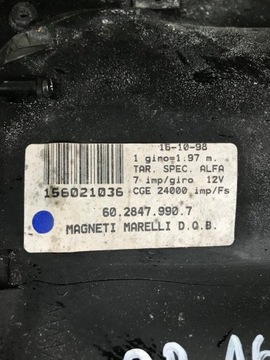 16-10-98
1 giro=1.97 m.
TAR. SPEC. ALFA
7 imp/giro 12V
156021036 CGE 24000 imp/Fs
60.2847.990.7
MAGNETI MARELLI D.Q.B.